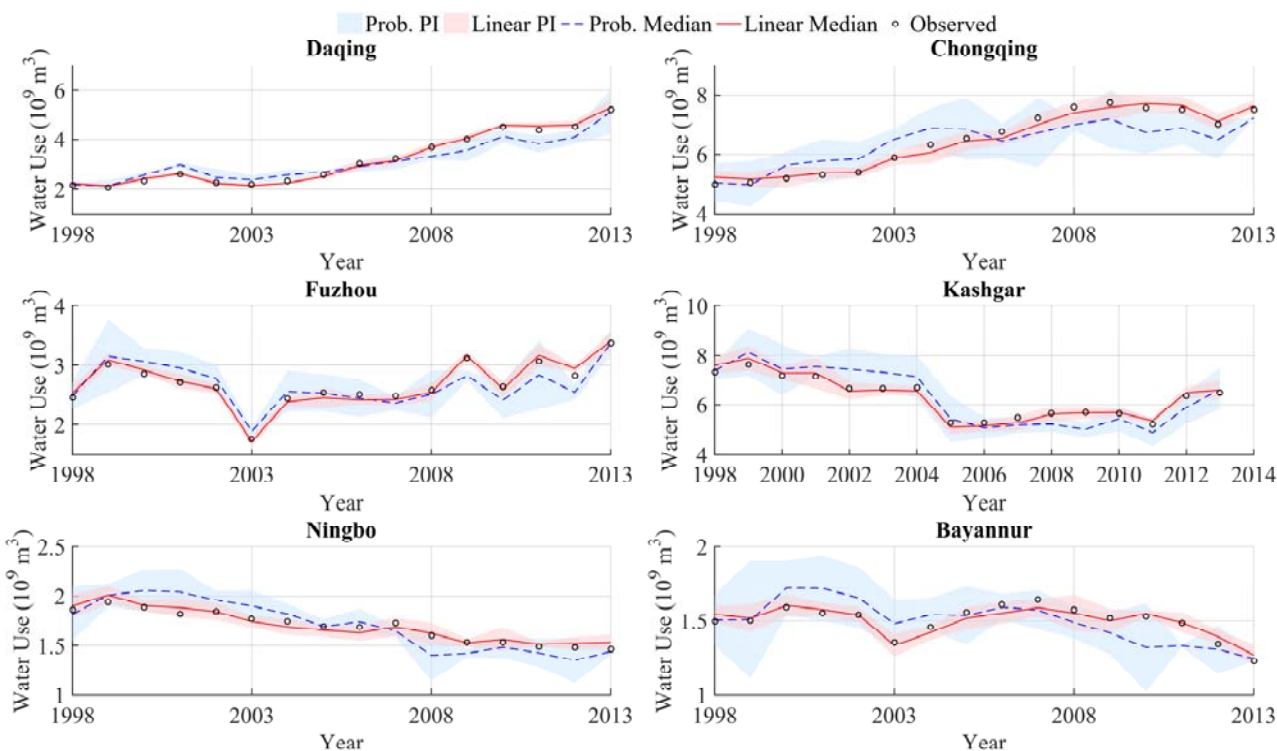 Prob. PI Linear PI Prob. Median Linear Median Observed
Daqing
Water Use (10⁹ m³)
6
4
2
1998 2003 2008 2013
Year
Chongqing
Water Use (10⁹ m³)
8
6
4
1998 2003 2008 2013
Year
Fuzhou
Water Use (10⁹ m³)
4
3
2
1998 2003 2008 2013
Year
Kashgar
Water Use (10⁹ m³)
10
8
6
4
1998 2000 2002 2004 2006 2008 2010 2012 2014
Year
Ningbo
Water Use (10⁹ m³)
2.5
2
1.5
1
1998 2003 2008 2013
Year
Bayannur
Water Use (10⁹ m³)
2
1.5
1
1998 2003 2008 2013
Year